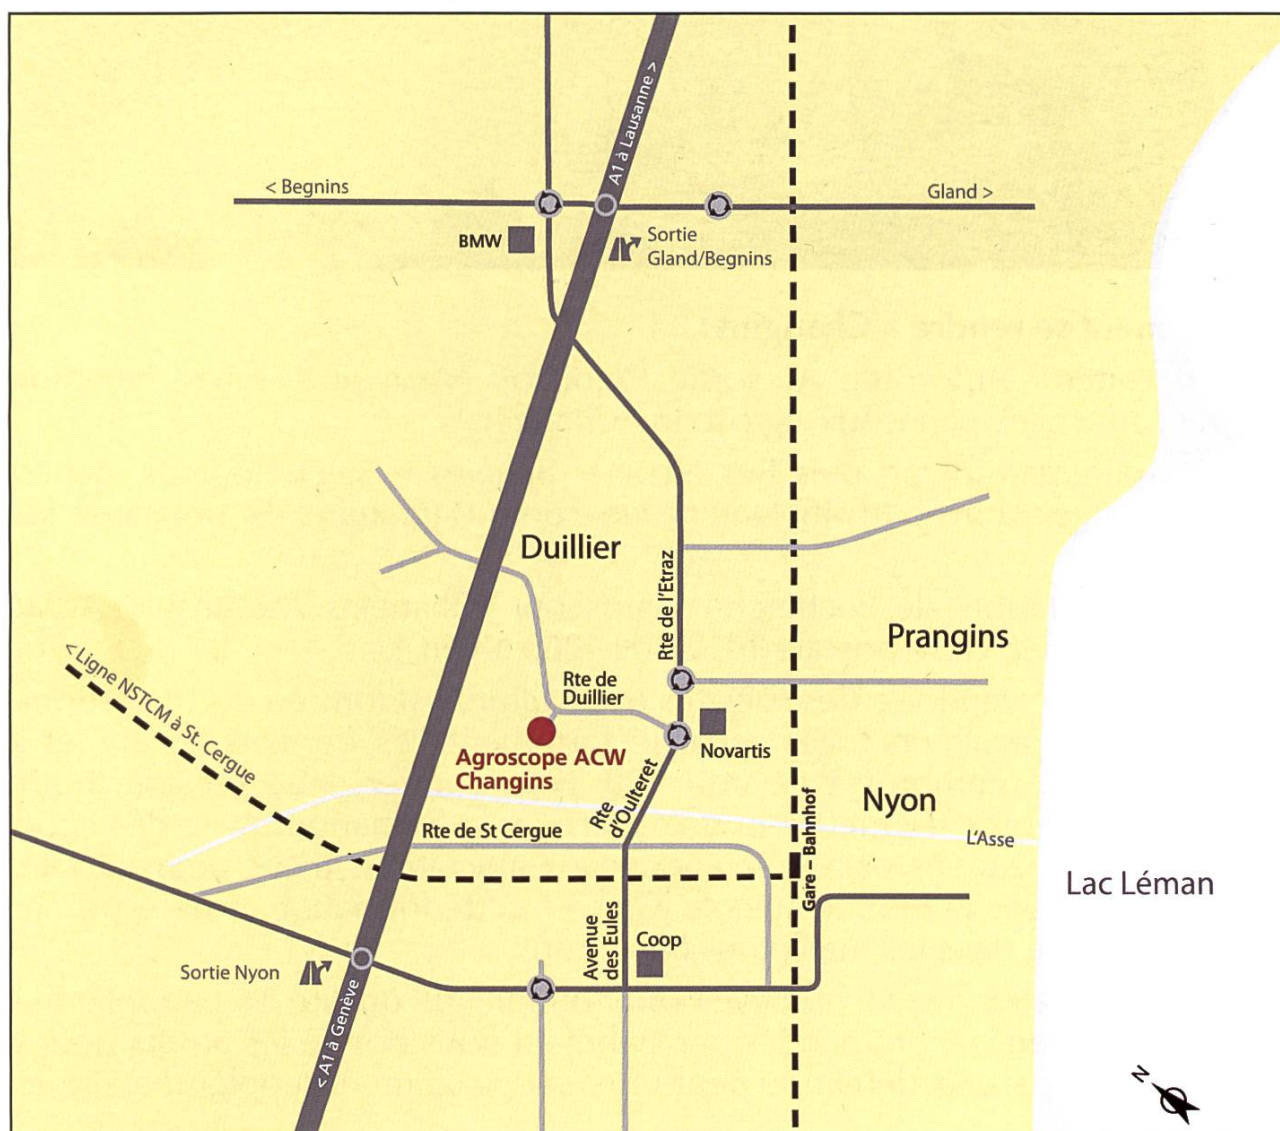 A1 à Lausanne >
< Begnins
Gland >
BMW
Sortie
Gland/Begnins
Duillier
Rte de l'Etraz
Prangins
< Ligne NSTCM à St. Cergue
Rte de
Duillier
Agroscope ACW
Changins
Novartis
Rte
d'Oulteret
Nyon
Gare – Bahnhof
Rte de St Cergue
L'Asse
Lac Léman
Avenue
des Eules
Coop
Sortie Nyon
< A1 à Genève
N